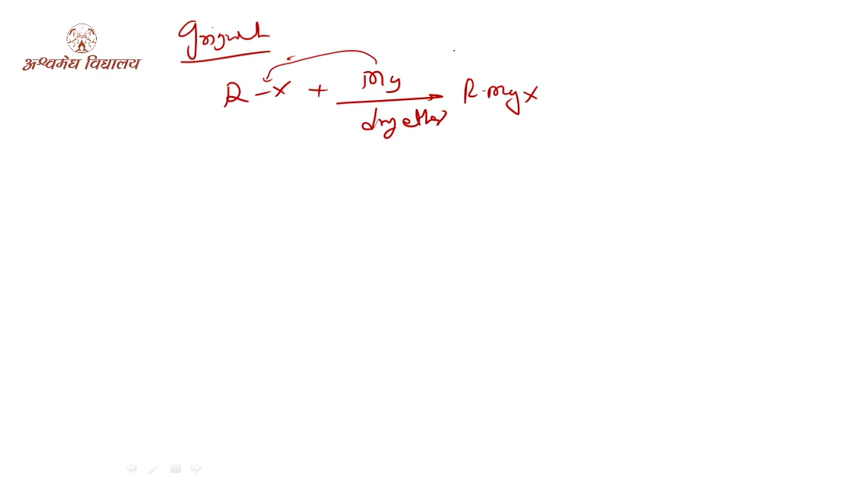 अश्वमेध विद्यालय
Grignard
R-X + Mg R-MgX
dry ether